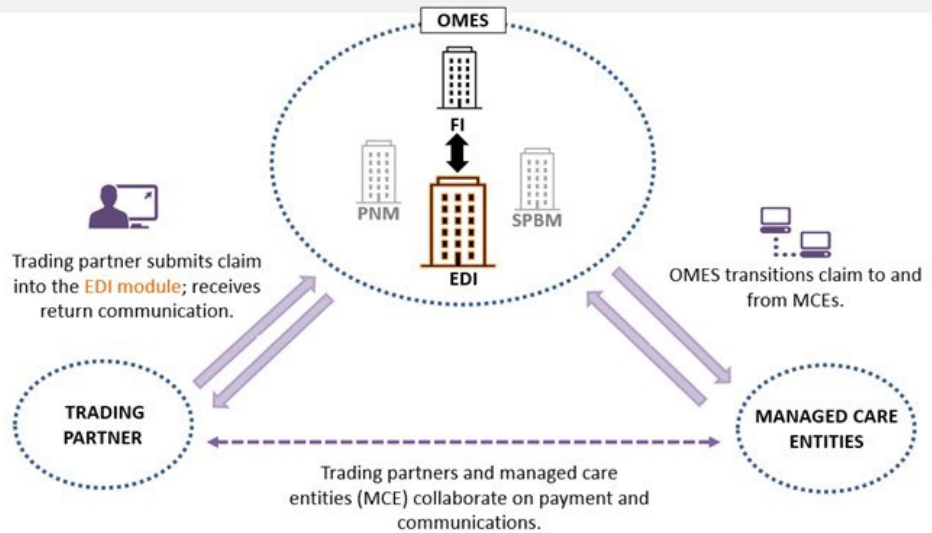 OMES
FI
PNM
SPBM
EDI
Trading partner submits claim
into the EDI module; receives
return communication.
OMES transitions claim to and
from MCEs.
TRADING
PARTNER
MANAGED CARE
ENTITIES
Trading partners and managed care
entities (MCE) collaborate on payment and
communications.